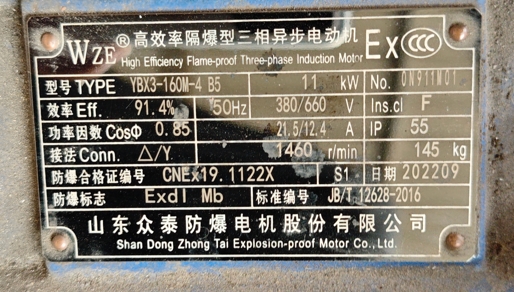 WZE ® 高效率隔爆型三相异步电动机 Ex CCC
High Efficiency Flame-proof Three-phase Induction Motor
型号 TYPE YBX3-160M-4 B5 11 kW No. 0N911M01
效率 Eff. 91.4% 50Hz 380/660 V Ins.cl F
功率因数 CosΦ 0.85 21.5/12.4 A IP 55
接法 Conn. △/Y 1460 r/min 145 kg
防爆合格证编号 CNEx19.1122X S1 日期 202209
防爆标志 ExdI Mb 标准编号 JB/T 12628-2016
山东众泰防爆电机股份有限公司
Shan Dong Zhong Tai Explosion-proof Motor Co., Ltd.